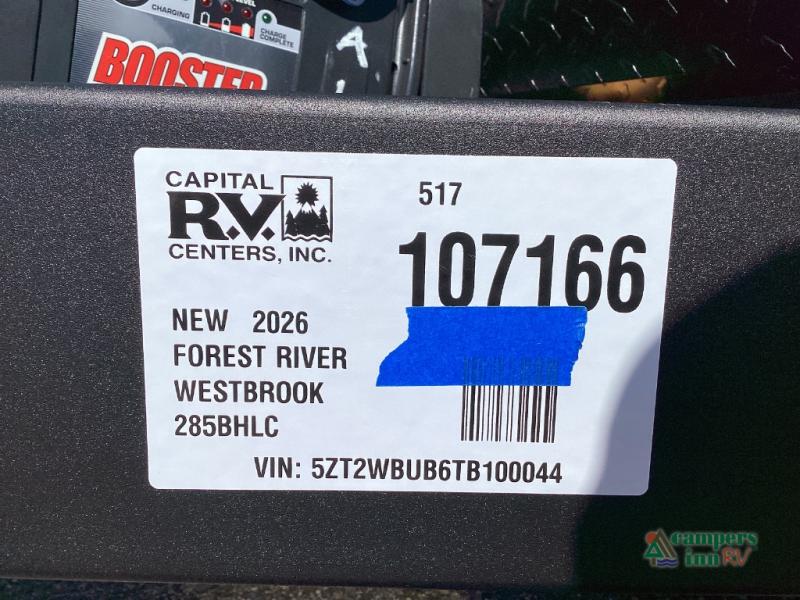 CHARGING
LEVEL
CHARGE
COMPLETE
BOOSTER
CAPITAL
R.V.
CENTERS, INC.
517
107166
NEW 2026
FOREST RIVER
WESTBROOK
285BHLC
VIN: 5ZT2WBUB6TB100044
campers
inn RV